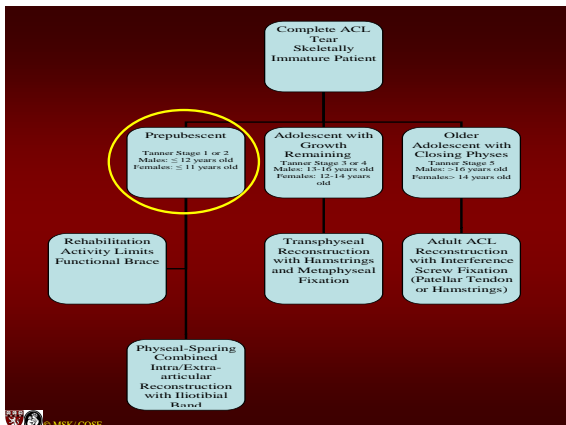 Complete ACL
Tear
Skeletally
Immature Patient
Prepubescent
Tanner Stage 1 or 2
Males: ≤ 12 years old
Females: ≤ 11 years old
Adolescent with
Growth
Remaining
Tanner Stage 3 or 4
Males: 13-16 years old
Females: 12-14 years
old
Older
Adolescent with
Closing Physes
Tanner Stage 5
Males: >16 years old
Females> 14 years old
Rehabilitation
Activity Limits
Functional Brace
Transphyseal
Reconstruction
with Hamstrings
and Metaphyseal
Fixation
Adult ACL
Reconstruction
with Interference
Screw Fixation
(Patellar Tendon
or Hamstrings)
Physeal-Sparing
Combined
Intra/Extra-
articular
Reconstruction
with Iliotibial
Band
© MSK/ COSF